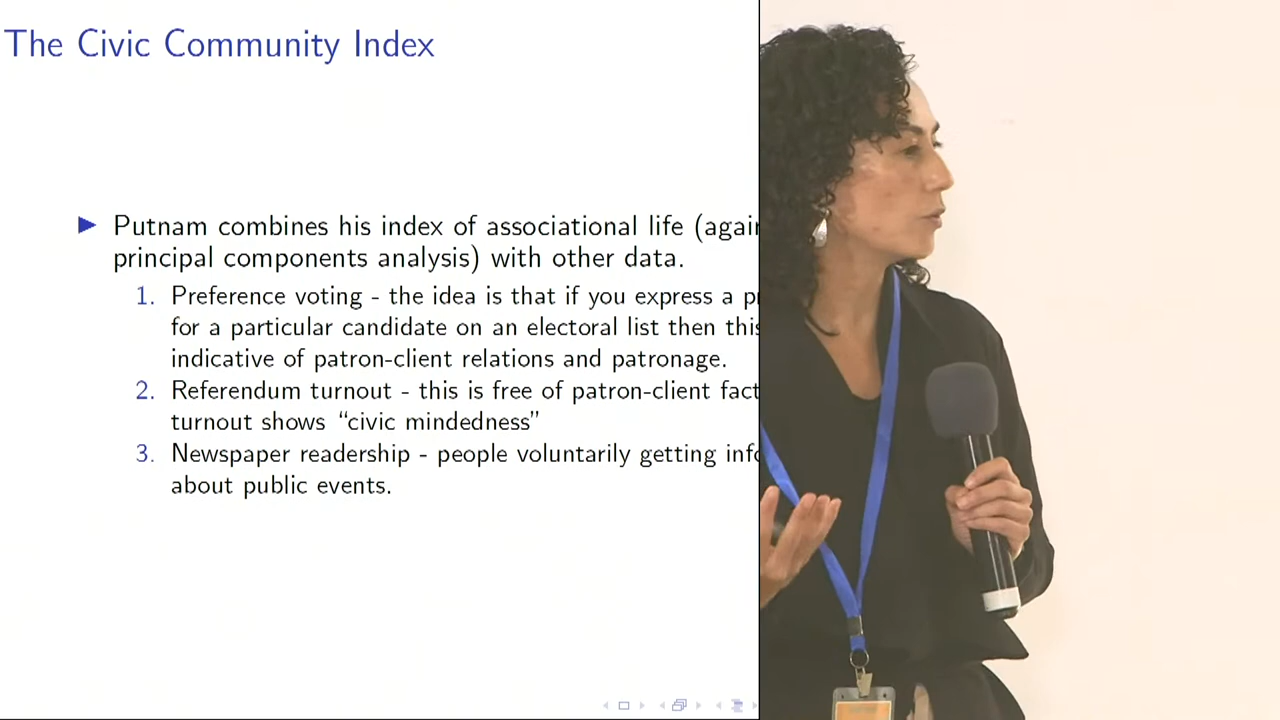 The Civic Community Index
Putnam combines his index of associational life (again
principal components analysis) with other data.
1. Preference voting - the idea is that if you express a
for a particular candidate on an electoral list then this
indicative of patron-client relations and patronage.
2. Referendum turnout - this is free of patron-client
turnout shows “civic mindedness”
3. Newspaper readership - people voluntarily getting
about public events.